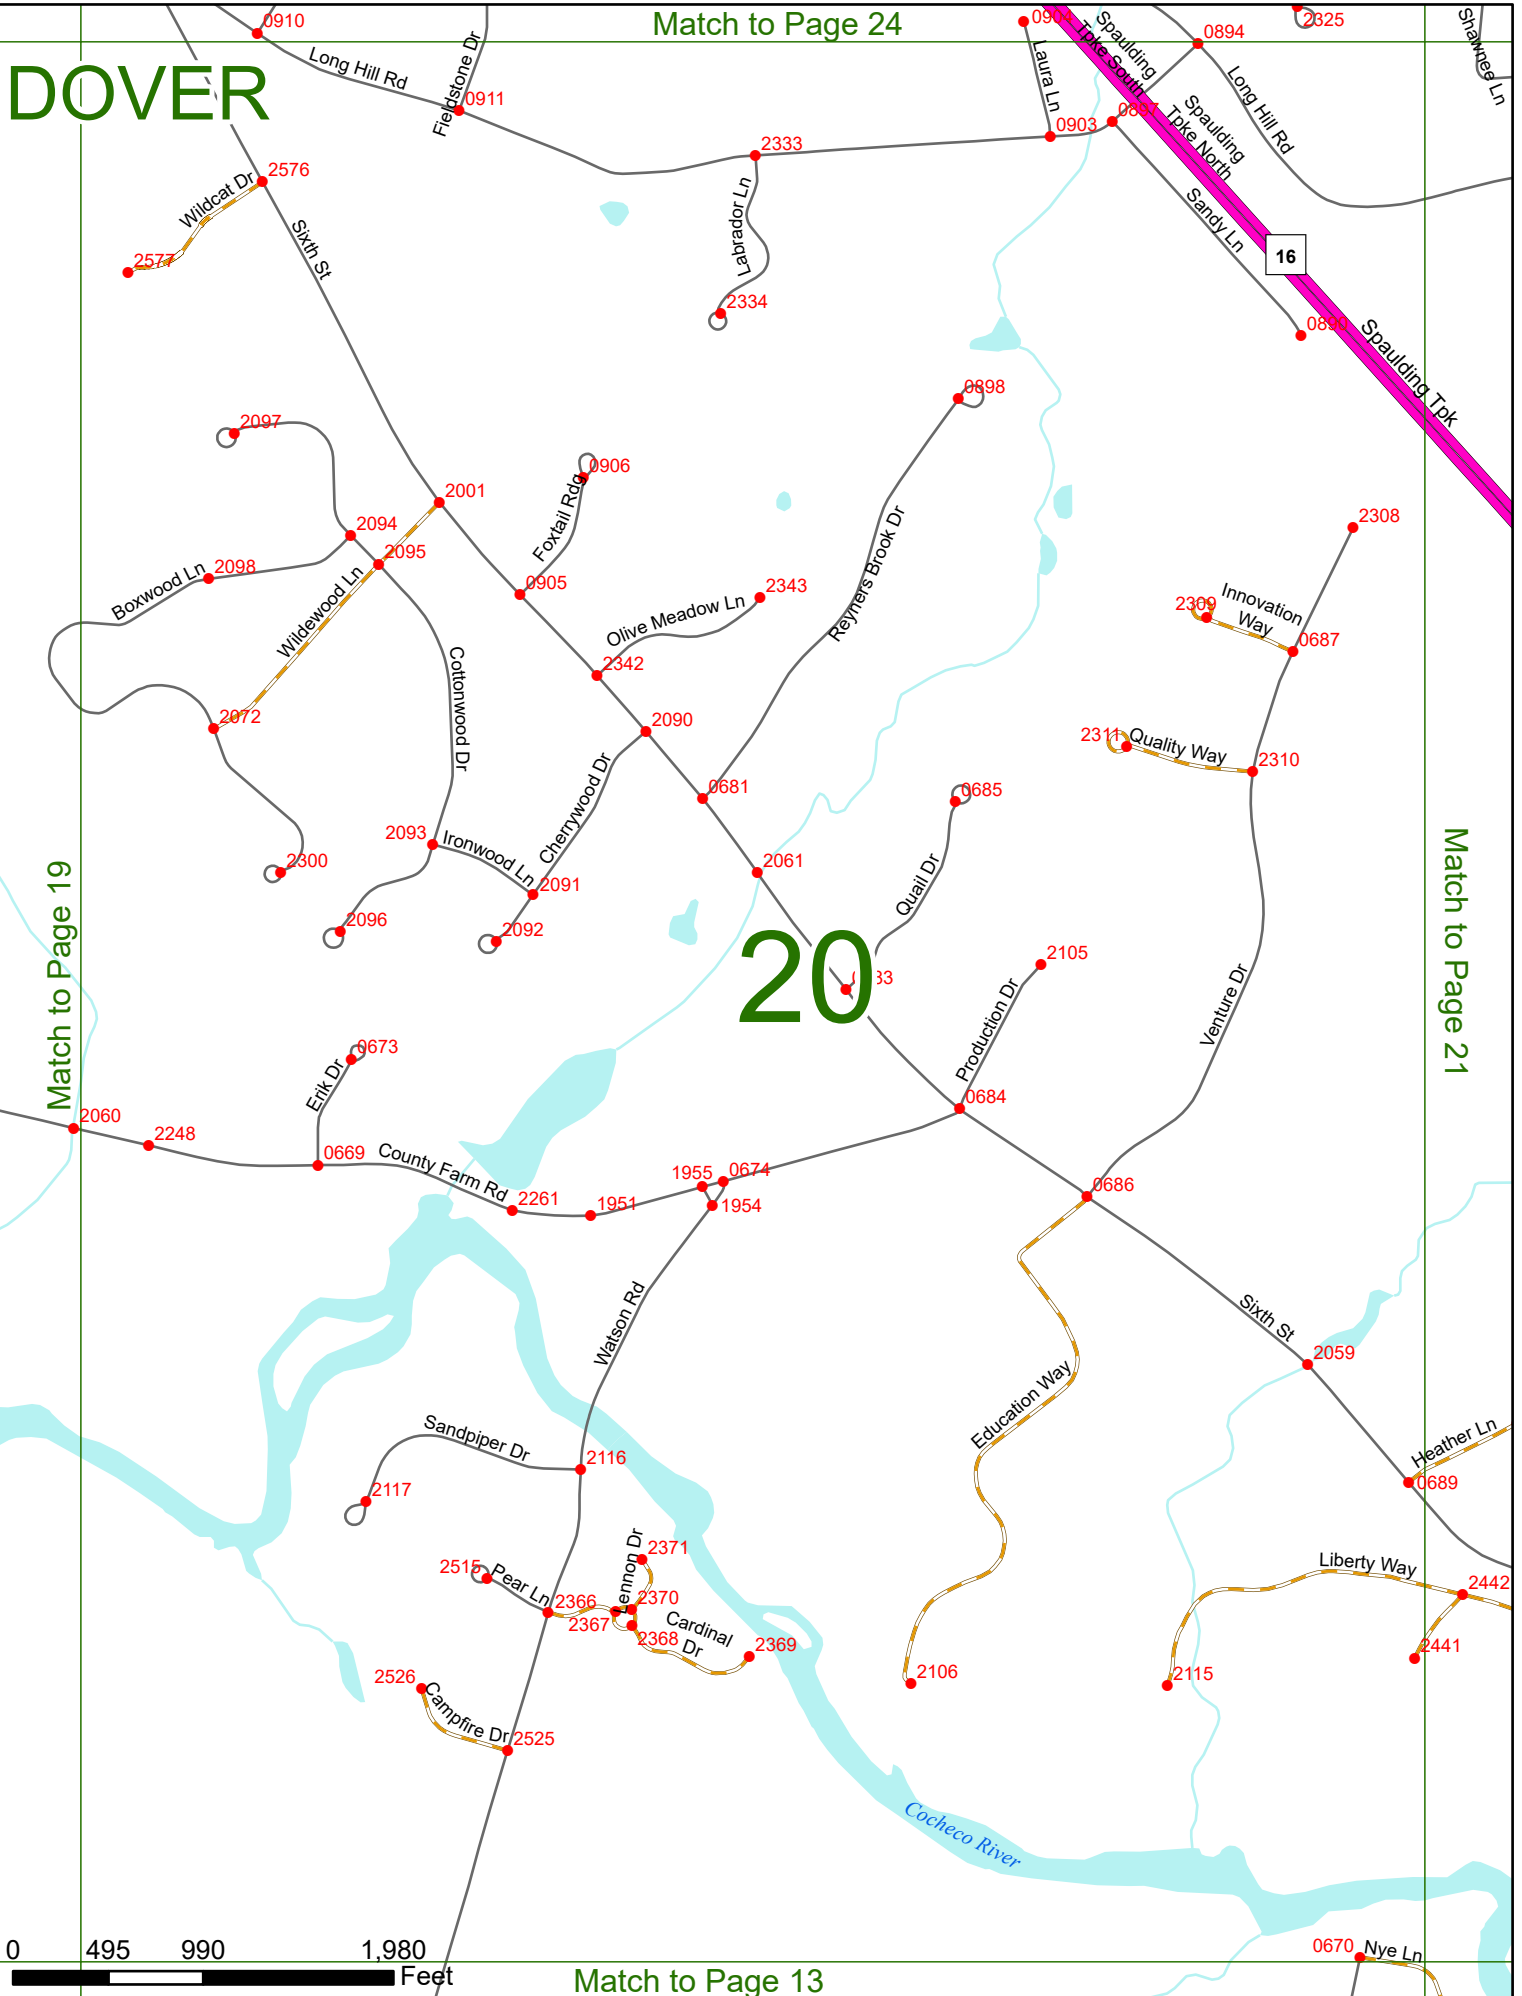 Match to Page 24
DOVER
0910
Long Hill Rd
Fieldstone Dr
0911
0904
Laura Ln
Spaulding
Tpke South
0894
2325
Shawnee Ln
Long Hill Rd
0903
0897
Spaulding
Tpke North
Sandy Ln
16
0890
Spaulding Tpk
2333
Labrador Ln
2334
2576
Wildcat Dr
2577
Sixth St
0898
2097
0906
Foxtail Rdg
2001
2094
2095
2098
Boxwood Ln
Wildewood Ln
0905
2343
Olive Meadow Ln
2342
Reyners Brook Dr
2308
2309
Innovation
Way
0687
Cottonwood Dr
2072
2090
2311
Quality Way
2310
Cherrywood Dr
0681
0685
2093
Ironwood Ln
2300
2061
2091
Quail Dr
2096
2092
Match to Page 19
Match to Page 21
20
2105
Production Dr
Venture Dr
0673
Erik Dr
0684
2060
2248
0669
County Farm Rd
2261
1951
1955
0674
1954
0686
Watson Rd
Sixth St
2059
Education Way
Sandpiper Dr
2116
2117
Heather Ln
0689
Lennon Dr
2371
2515
Pear Ln
2366
2370
2367
2368
Cardinal
Dr
2369
Liberty Way
2442
2441
2106
2115
2526
Campfire Dr
2525
Cocheco River
0670
Nye Ln
0 495 990 1,980
Feet
Match to Page 13